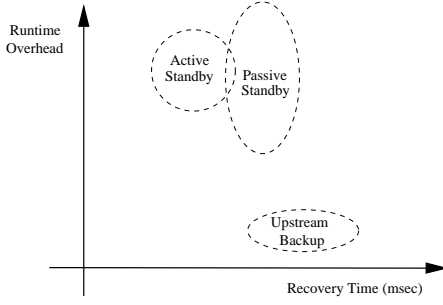 Runtime
Overhead
Active
Standby
Passive
Standby
Upstream
Backup
Recovery Time (msec)